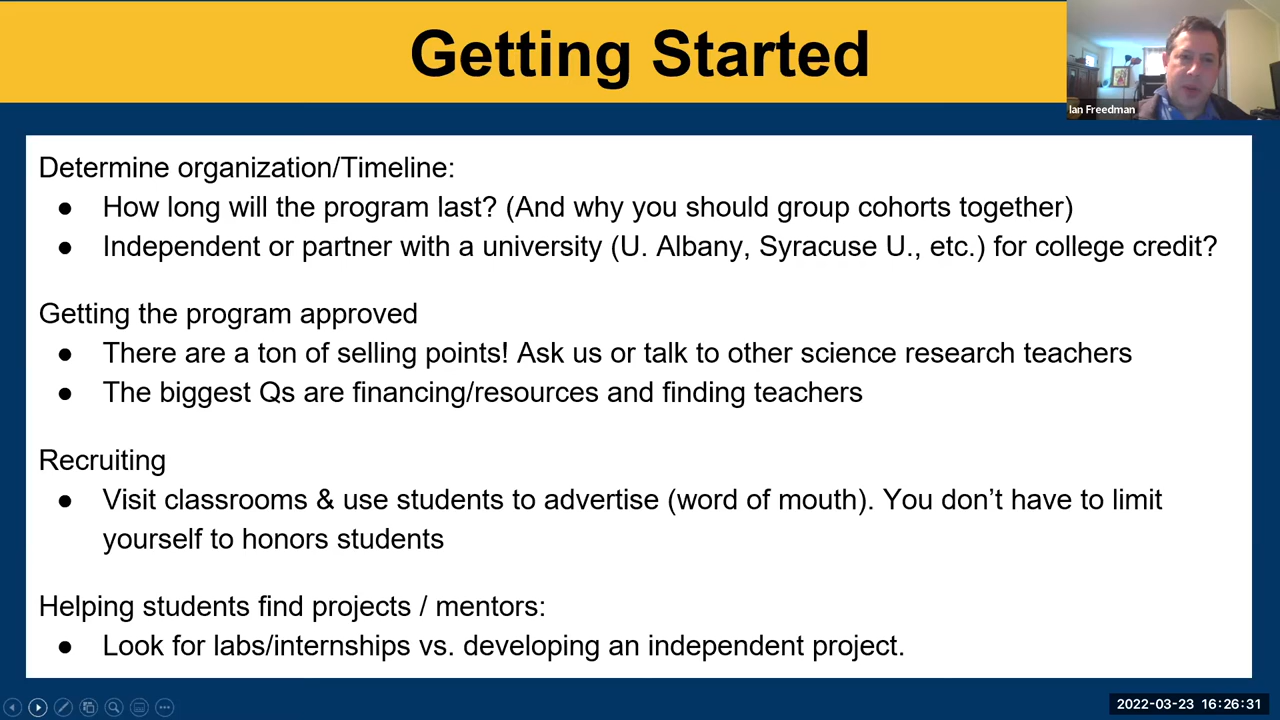 Getting Started
Ian Freedman
Determine organization/Timeline:
● How long will the program last? (And why you should group cohorts together)
● Independent or partner with a university (U. Albany, Syracuse U., etc.) for college credit?
Getting the program approved
● There are a ton of selling points! Ask us or talk to other science research teachers
● The biggest Qs are financing/resources and finding teachers
Recruiting
● Visit classrooms & use students to advertise (word of mouth). You don’t have to limit
yourself to honors students
Helping students find projects / mentors:
● Look for labs/internships vs. developing an independent project.
2022-03-23 16:26:31